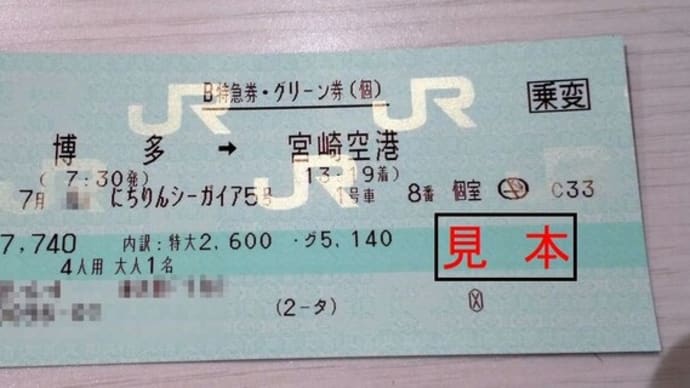 B特急券・グリーン券(個)
乗変
博 多 → 宮崎空港
(7:30発) (13:19着)
7月 にちりんシーガイア5号 1号車 8番 個室 C33
7,740 内訳:特大2,600 ・グ5,140
4人用 大人1名
見 本
(2-タ)
JR
JR
JR
JR